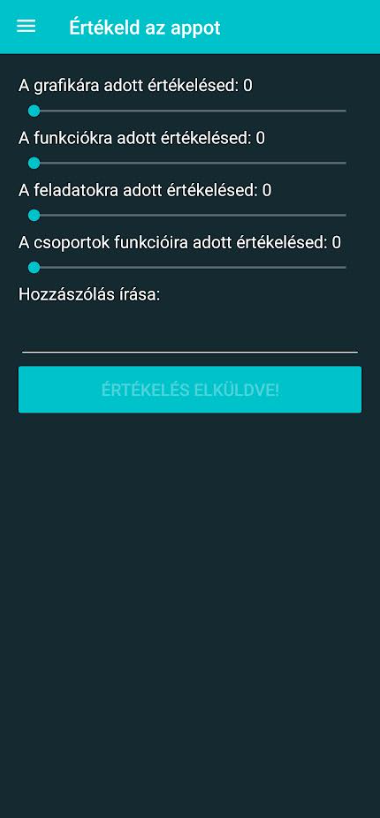 Értékeld az appot
A grafikára adott értékelésed: 0
A funkciókra adott értékelésed: 0
A feladatokra adott értékelésed: 0
A csoportok funkcióira adott értékelésed: 0
Hozzászólás írása:
ÉRTÉKELÉS ELKÜLDVE!